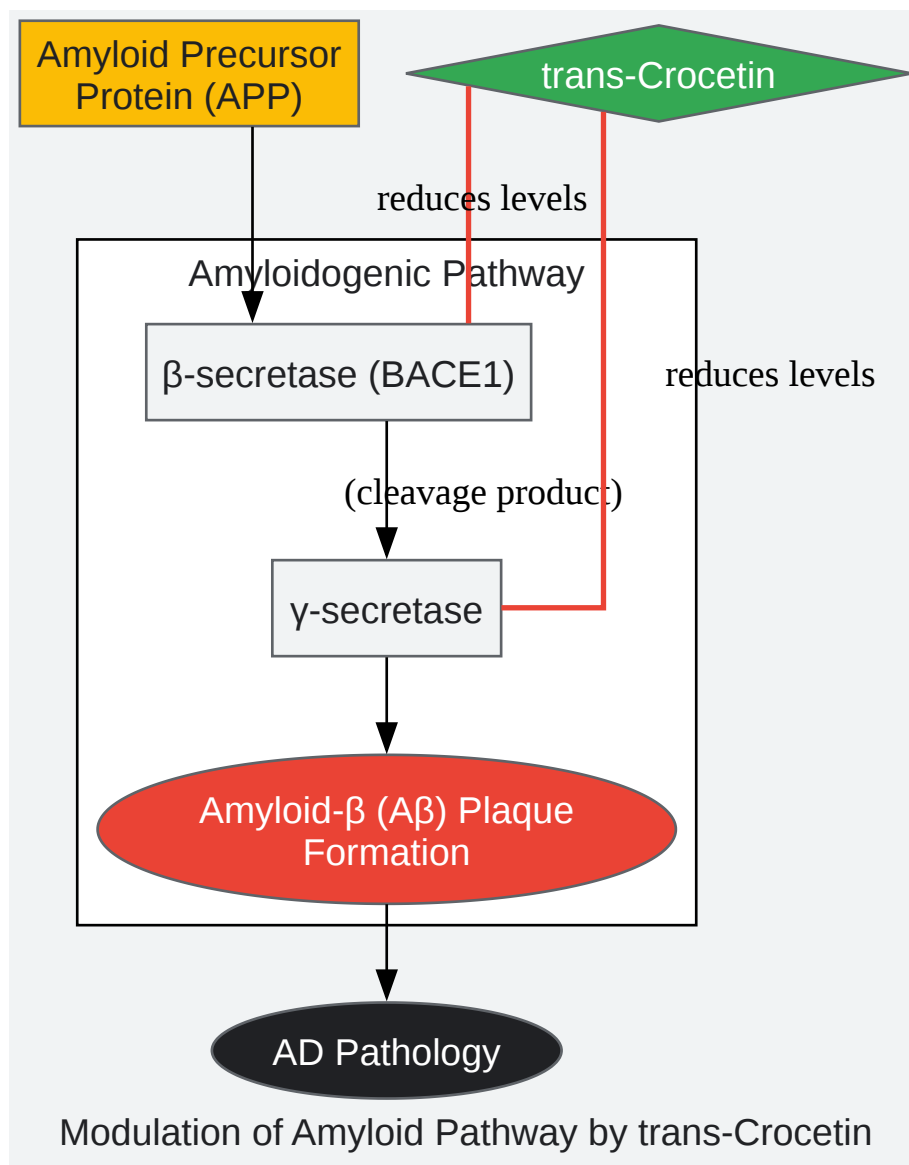 Amyloid Precursor
Protein (APP)
trans-Crocetin
reduces levels
Amyloidogenic Pathway
β-secretase (BACE1)
reduces levels
(cleavage product)
γ-secretase
Amyloid-β (Aβ) Plaque
Formation
AD Pathology
Modulation of Amyloid Pathway by trans-Crocetin